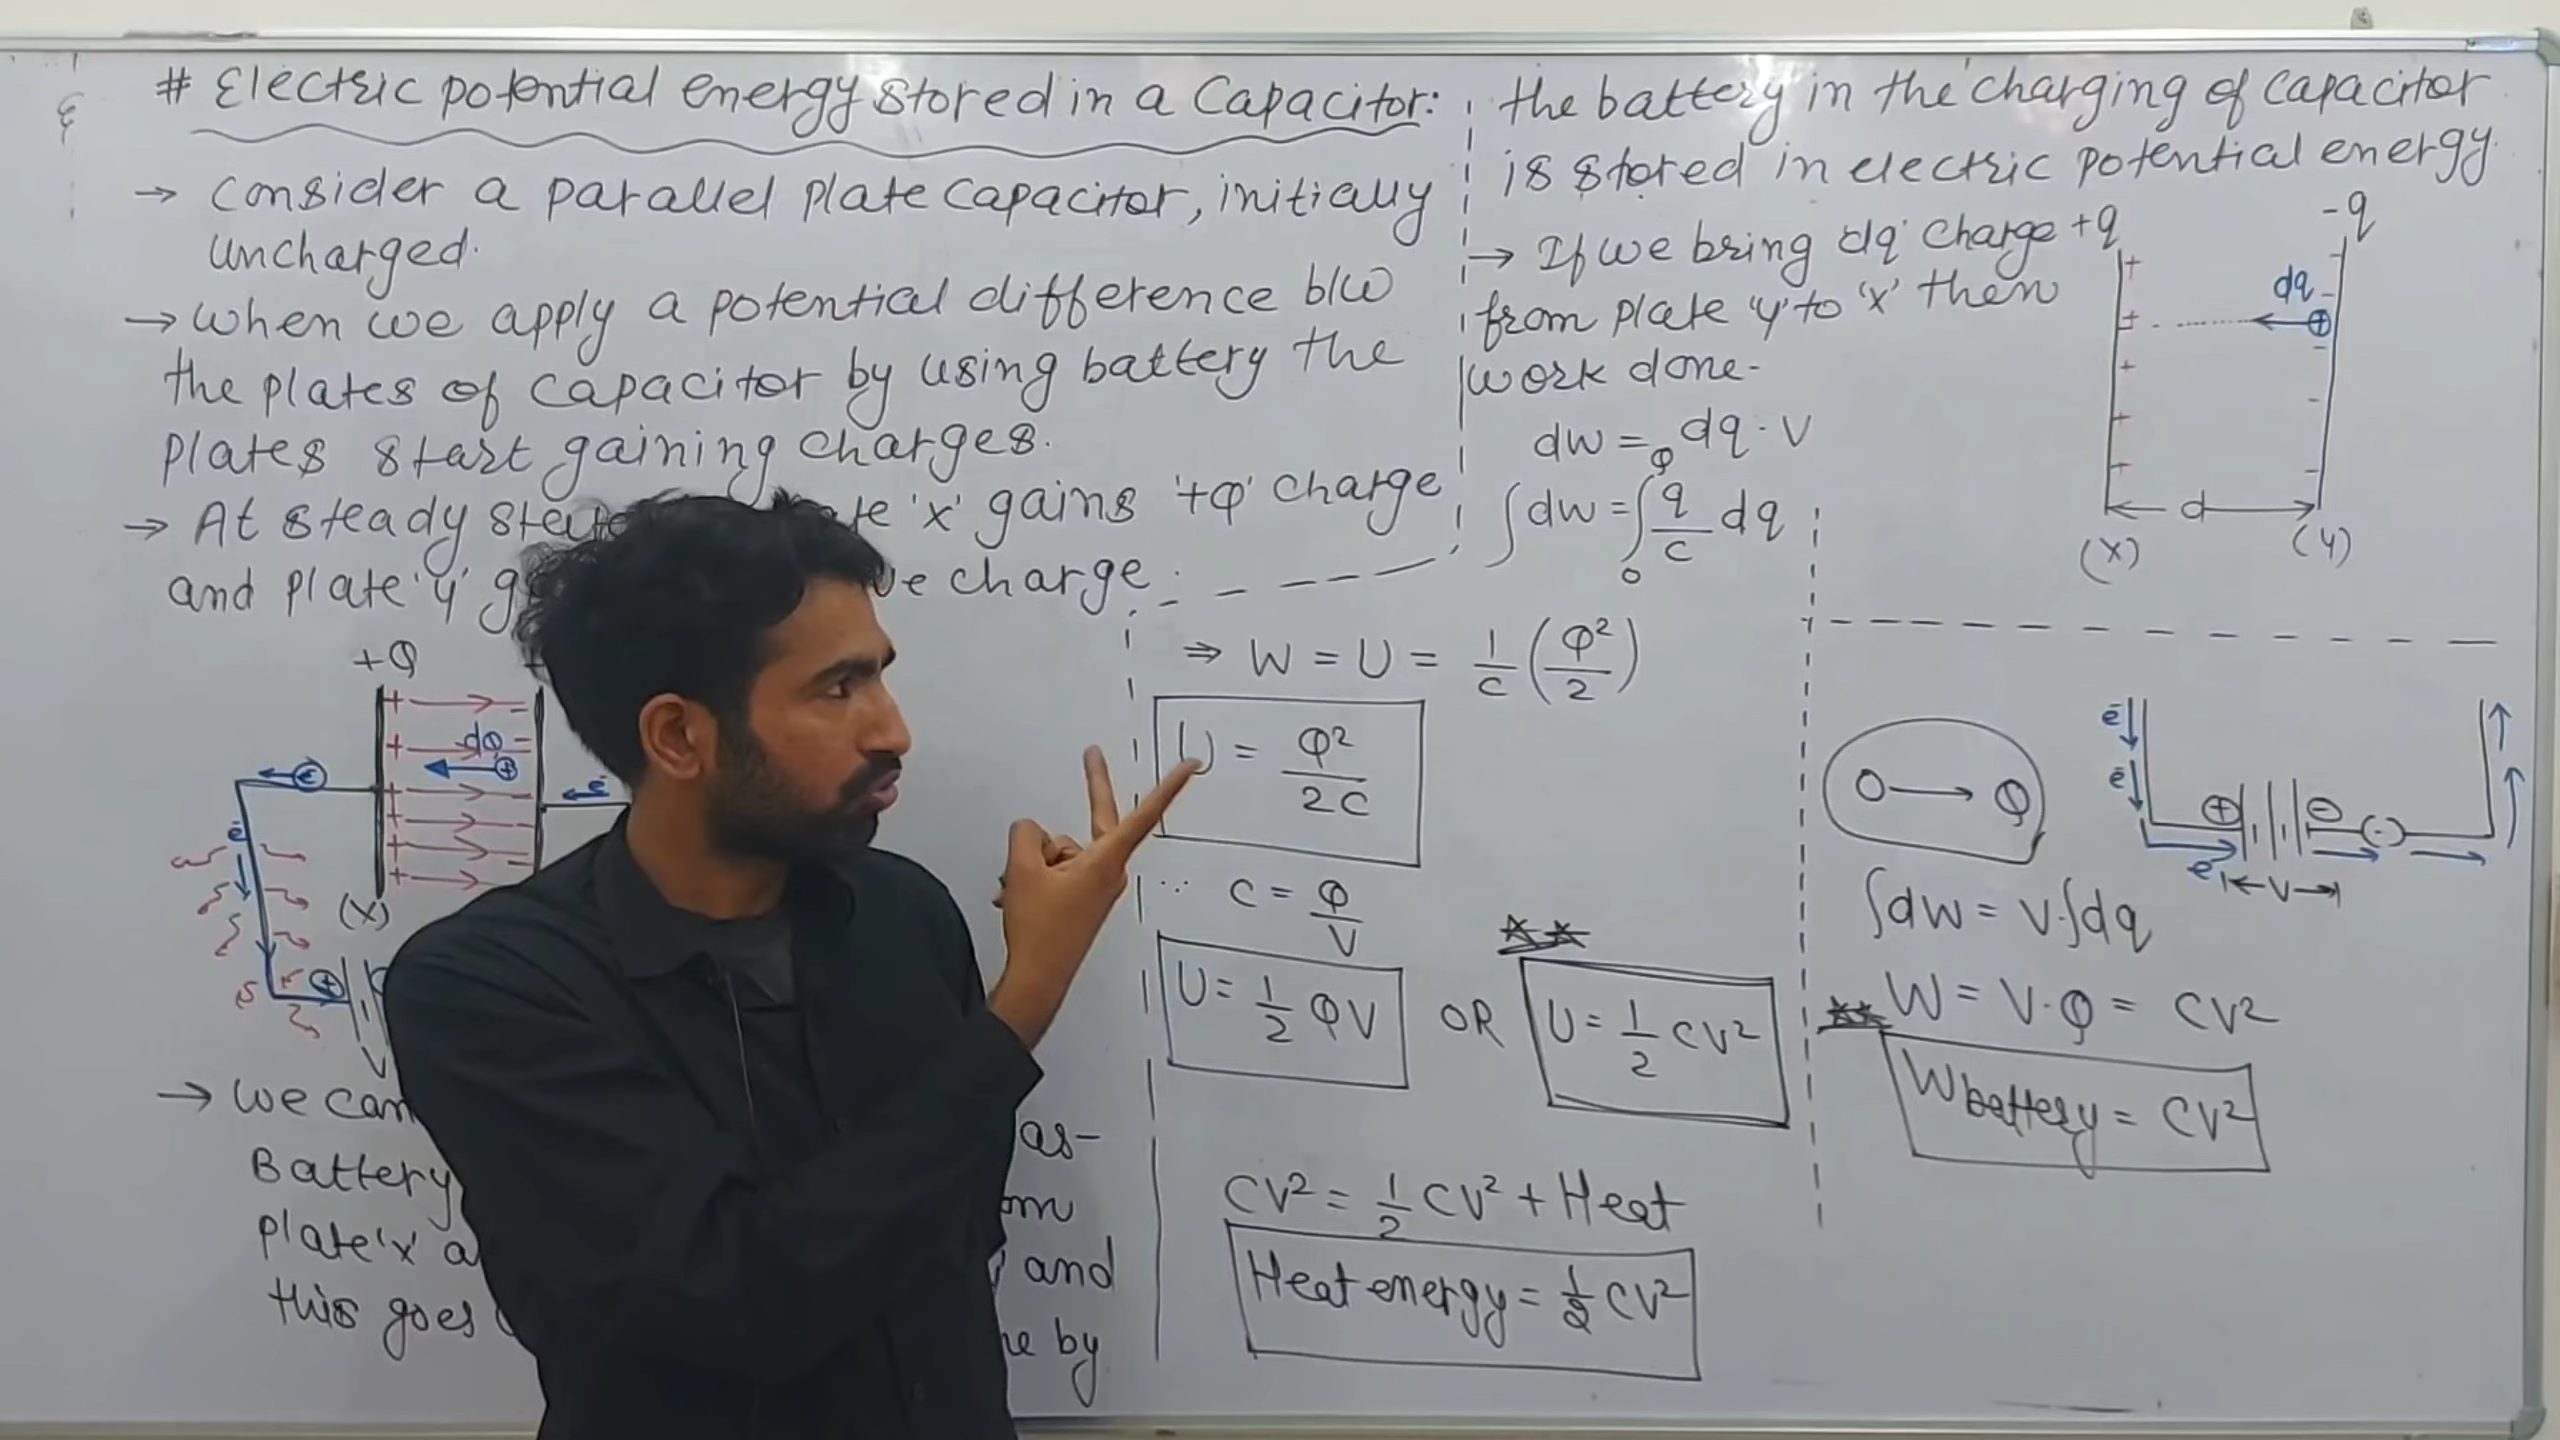 # Electric potential energy stored in a Capacitor:
→ Consider a parallel plate capacitor, initially
uncharged.
→ When we apply a potential difference b/w
the plates of capacitor by using battery the
plates start gaining charges.
→ At steady state 'x' gains '+Q' charge
and plate 'y' ve charge.
+Q
dQ
e
e
e
(X)
V
→ we can as-
Battery
plate 'x' and
this goes by
the battery in the charging of capacitor
is stored in electric potential energy.
→ If we bring dq charge
from plate 'y' to 'x' then
work done-
dw = dq · V
∫dw = ∫₀^Q q/C dq
+q
-q
dq
d
(X) (Y)
⇒ W = U = 1/C (Q²/2)
U = Q²/2C
∵ C = Q/V
U = 1/2 QV OR U = 1/2 CV²
CV² = 1/2 CV² + Heat
Heat energy = 1/2 CV²
O → Q
ē
ē
e
V
∫dw = V·∫dq
W = V·Q = CV²
Wbattery = CV²